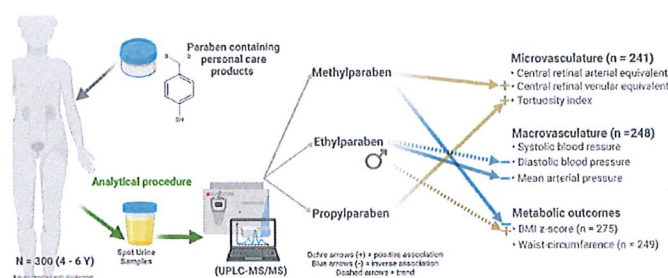 Paraben containing
personal care
products
OH
Analytical procedure
Spot Urine
Samples
(UPLC-MS/MS)
N = 300 (4 - 6 Y)
Methylparaben
Ethylparaben
Propylparaben
Ochre arrows (+) = positive association
Blue arrows (-) = inverse association
Dashed arrows = trend
Microvasculature (n = 241)
• Central retinal arterial equivalent
• Central retinal venular equivalent
• Tortuosity index
Macrovasculature (n =248)
• Systolic blood ressure
• Diastolic blood pressure
• Mean arterial pressure
Metabolic outcomes
• BMI z-score (n = 275)
• Waist-circumference (n = 249)